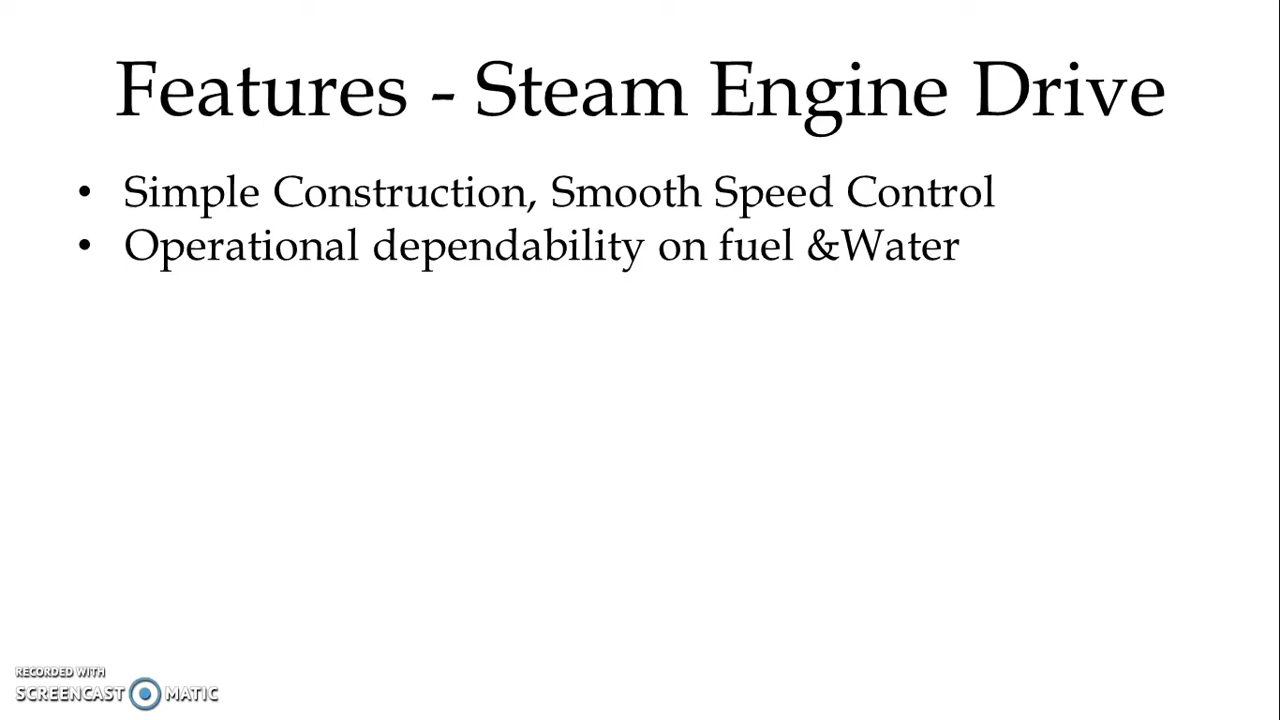 Features - Steam Engine Drive
• Simple Construction, Smooth Speed Control
• Operational dependability on fuel &Water
RECORDED WITH
SCREENCAST MATIC